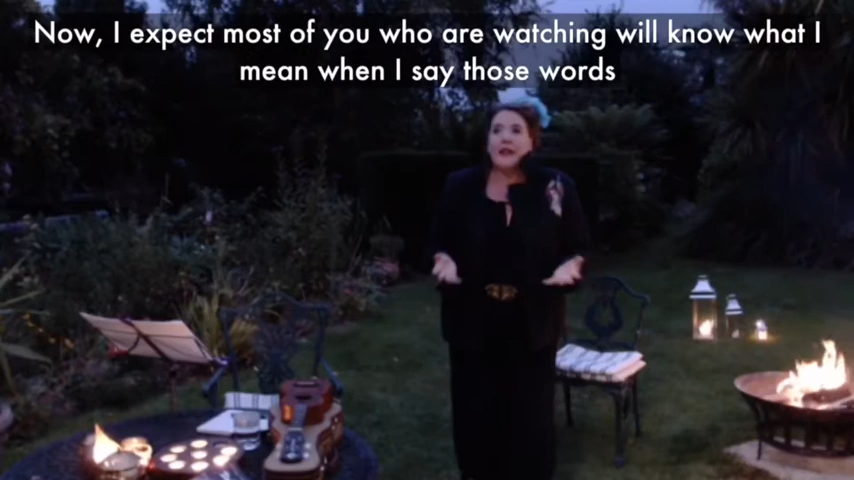 Now, I expect most of you who are watching will know what I
mean when I say those words